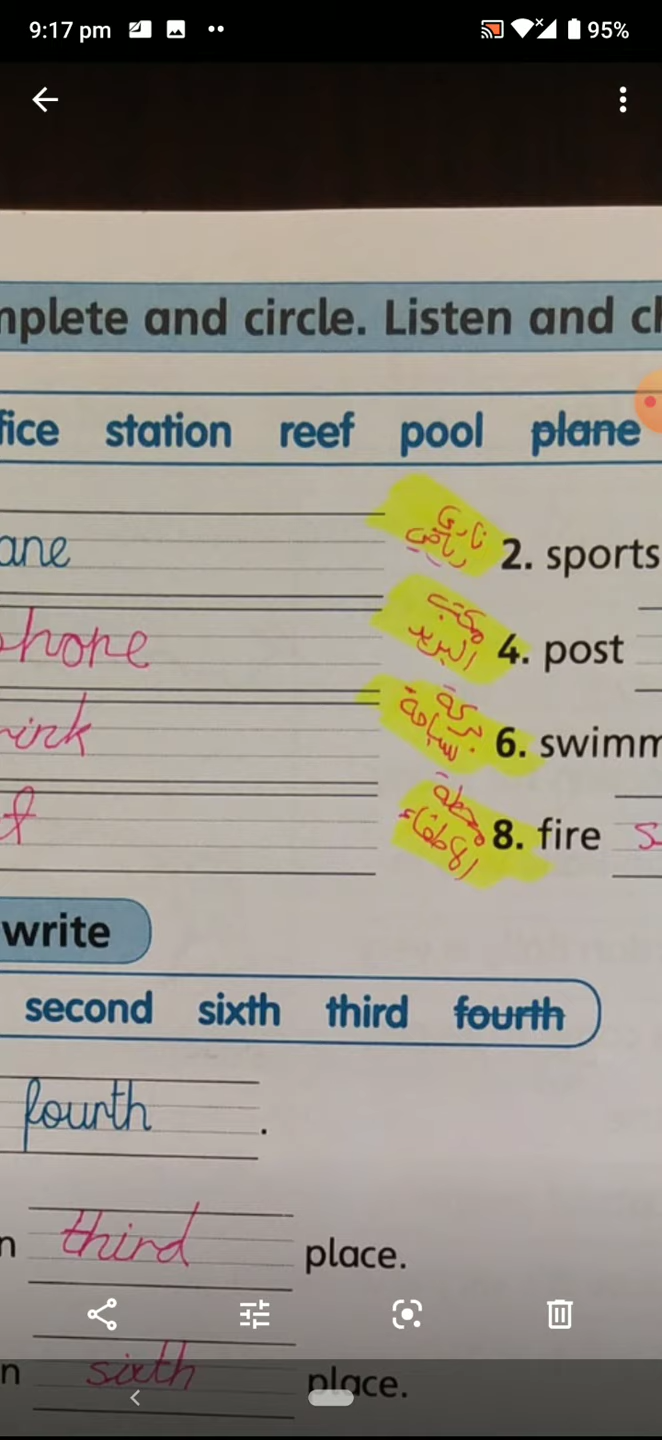 9:17 pm
95%
mplete and circle. Listen and
fice station reef pool plane
ane
نادي
رياضي
2. sports
phone
مكتب
البريد
4. post
rink
بركة
سباحة
6. swimm
محطة
الإطفاء
8. fire s
write
second sixth third fourth
fourth .
n third place.
n sixth place.